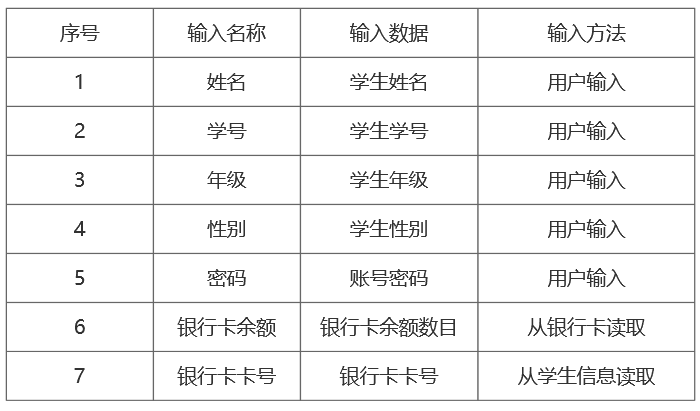 序号 输入名称 输入数据 输入方法
1 姓名 学生姓名 用户输入
2 学号 学生学号 用户输入
3 年级 学生年级 用户输入
4 性别 学生性别 用户输入
5 密码 账号密码 用户输入
6 银行卡余额 银行卡余额数目 从银行卡读取
7 银行卡卡号 银行卡卡号 从学生信息读取